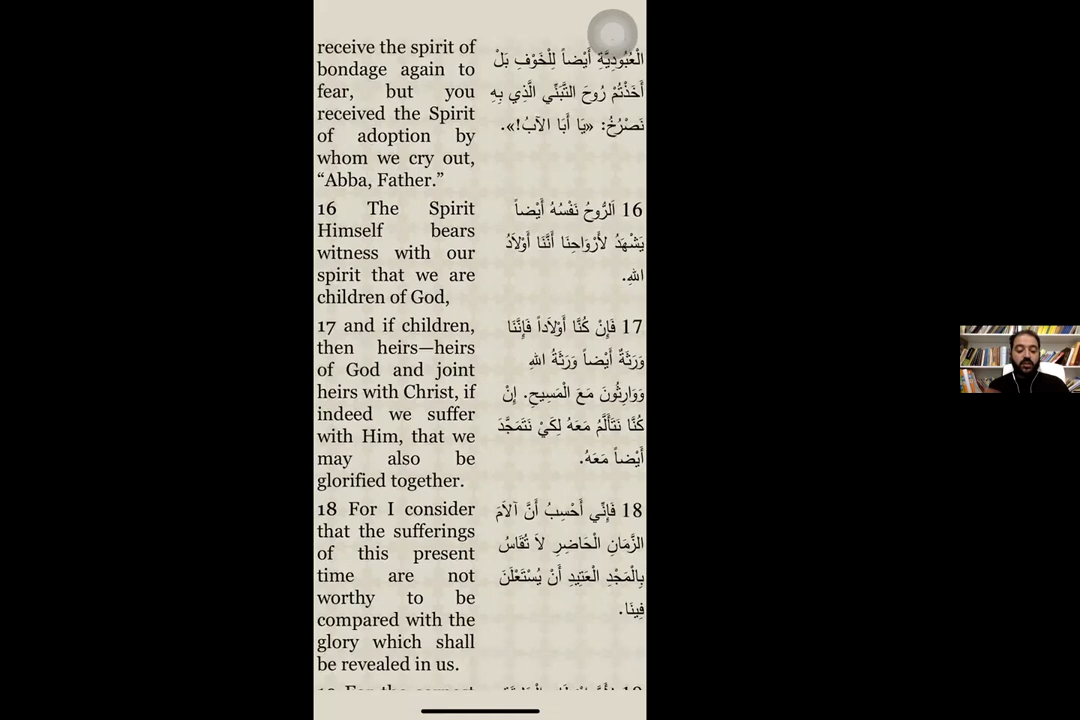 receive the spirit of
bondage again to
fear, but you
received the Spirit
of adoption by
whom we cry out,
“Abba, Father.”
16 The Spirit
Himself bears
witness with our
spirit that we are
children of God,
17 and if children,
then heirs—heirs
of God and joint
heirs with Christ, if
indeed we suffer
with Him, that we
may also be
glorified together.
18 For I consider
that the sufferings
of this present
time are not
worthy to be
compared with the
glory which shall
be revealed in us.
الْعُبُودِيَّةِ أَيْضاً لِلْخَوْفِ بَلْ
أَخَذْتُمْ رُوحَ التَّبَنِّي الَّذِي بِهِ
نَصْرُخُ: «يَا أَبَا الآبُ!».
16 اَلرُّوحُ نَفْسُهُ أَيْضاً
يَشْهَدُ لأَرْوَاحِنَا أَنَّنَا أَوْلاَدُ
اللهِ.
17 فَإِنْ كُنَّا أَوْلاَداً فَإِنَّنَا
وَرَثَةٌ أَيْضاً وَرَثَةُ اللهِ
وَوَارِثُونَ مَعَ الْمَسِيحِ. إِنْ
كُنَّا نَتَأَلَّمُ مَعَهُ لِكَيْ نَتَمَجَّدَ
أَيْضاً مَعَهُ.
18 فَإِنِّي أَحْسِبُ أَنَّ آلاَمَ
الزَّمَانِ الْحَاضِرِ لاَ تُقَاسُ
بِالْمَجْدِ الْعَتِيدِ أَنْ يُسْتَعْلَنَ
فِينَا.